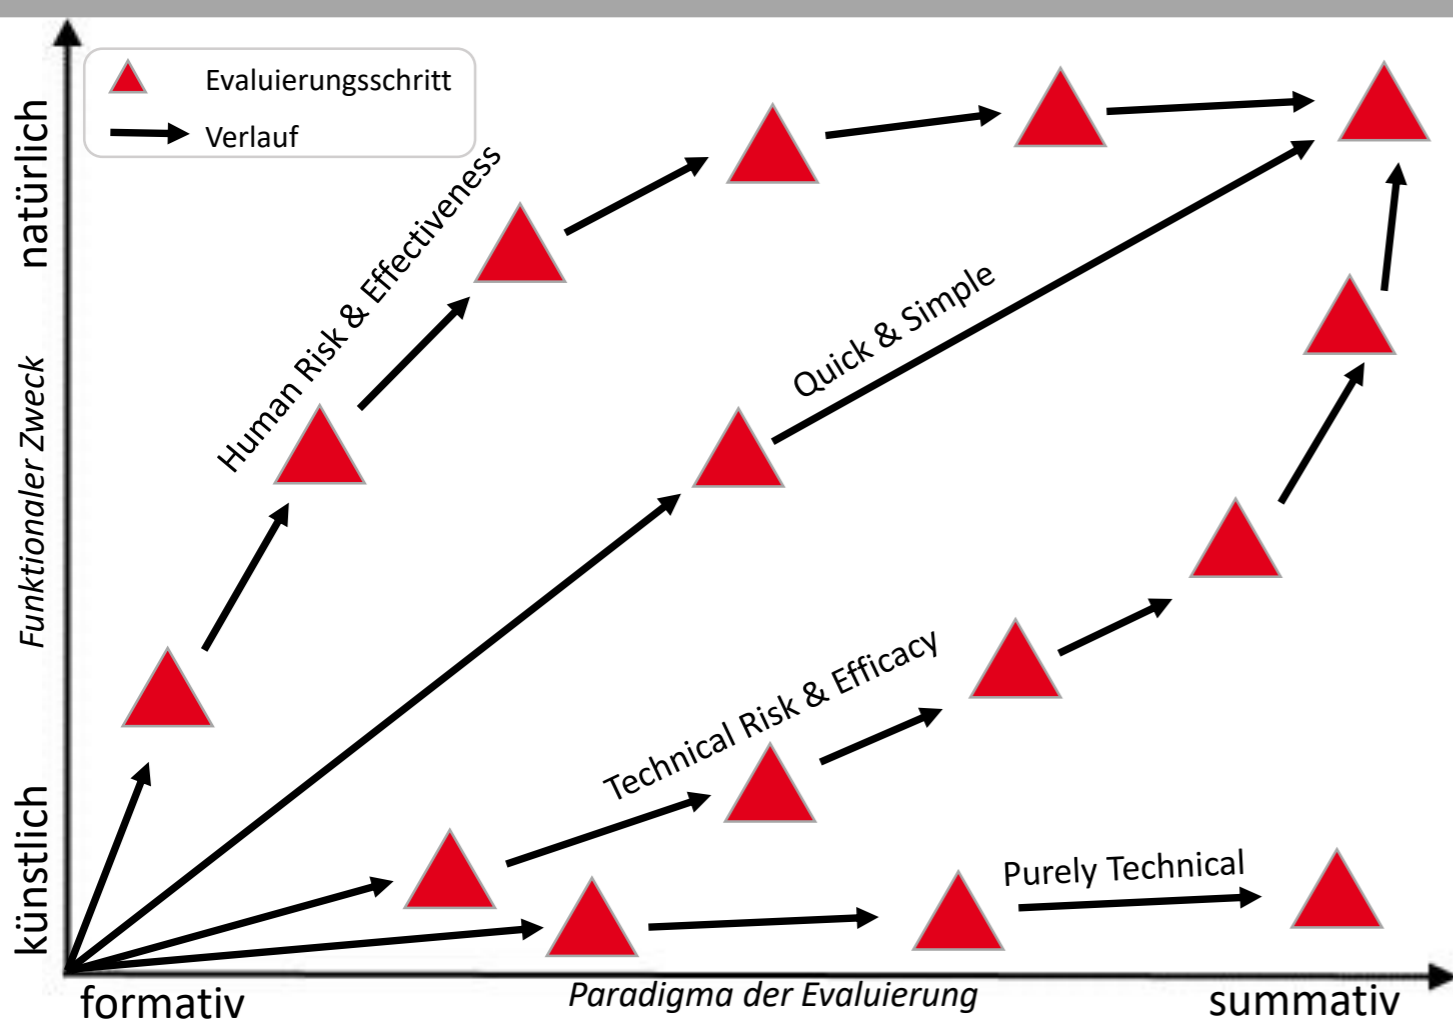 Evaluierungsschritt
Verlauf
natürlich
Funktionaler Zweck
künstlich
Human Risk & Effectiveness
Quick & Simple
Technical Risk & Efficacy
Purely Technical
formativ
Paradigma der Evaluierung
summativ